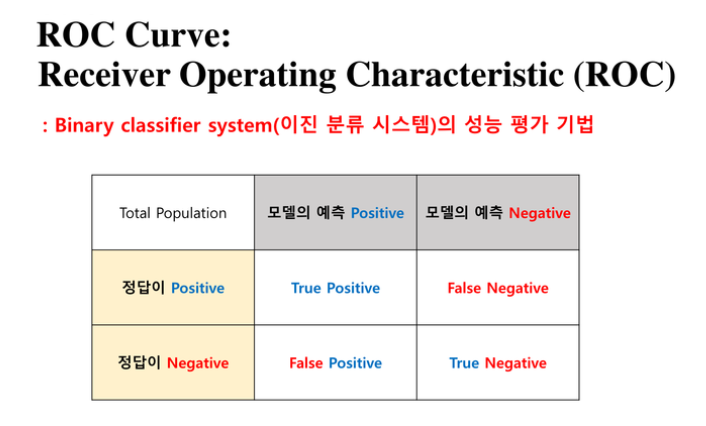 ROC Curve:
Receiver Operating Characteristic (ROC)
: Binary classifier system(이진 분류 시스템)의 성능 평가 기법
Total Population 모델의 예측 Positive 모델의 예측 Negative
정답이 Positive True Positive False Negative
정답이 Negative False Positive True Negative